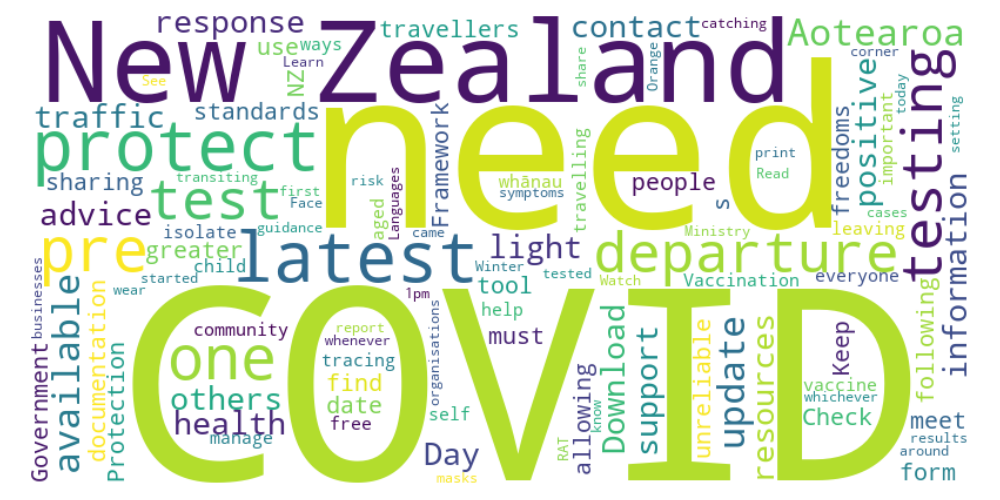 New Zealand
need
COVID
response
travellers
contact
catching
Aotearoa
use
ways
Learn
See
NZ
share
Orange
corner
traffic
standards
protect
positive
testing
today
setting
important
freedoms
Framework
travelling
print
Read
sharing
transiting
test
first
Face
risk
Languages
aged
whānau
symptoms
people
s
advice
isolate
guidance
came
cases
leaving
Ministry
pre
greater
child
started
wear
latest
light
Winter
tested
tool
help
departure
Watch
Vaccination
everyone
information
businesses
Government
available
documentation
Protection
community
one
others
health
manage
report
whenever
tracing
find
date
free
1pm
organisations
self
must
Day
masks
RAT
allowing
know
Download
support
unreliable
update
resources
Keep
vaccine
whichever
Check
following
meet
results
around
form